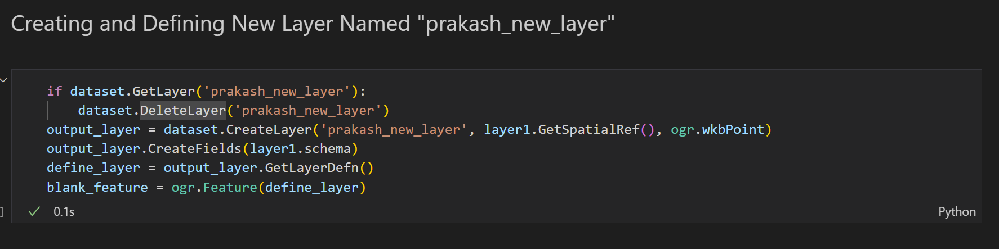 Creating and Defining New Layer Named "prakash_new_layer"
if dataset.GetLayer('prakash_new_layer'):
    dataset.DeleteLayer('prakash_new_layer')
output_layer = dataset.CreateLayer('prakash_new_layer', layer1.GetSpatialRef(), ogr.wkbPoint)
output_layer.CreateFields(layer1.schema)
define_layer = output_layer.GetLayerDefn()
blank_feature = ogr.Feature(define_layer)
] 0.1s Python